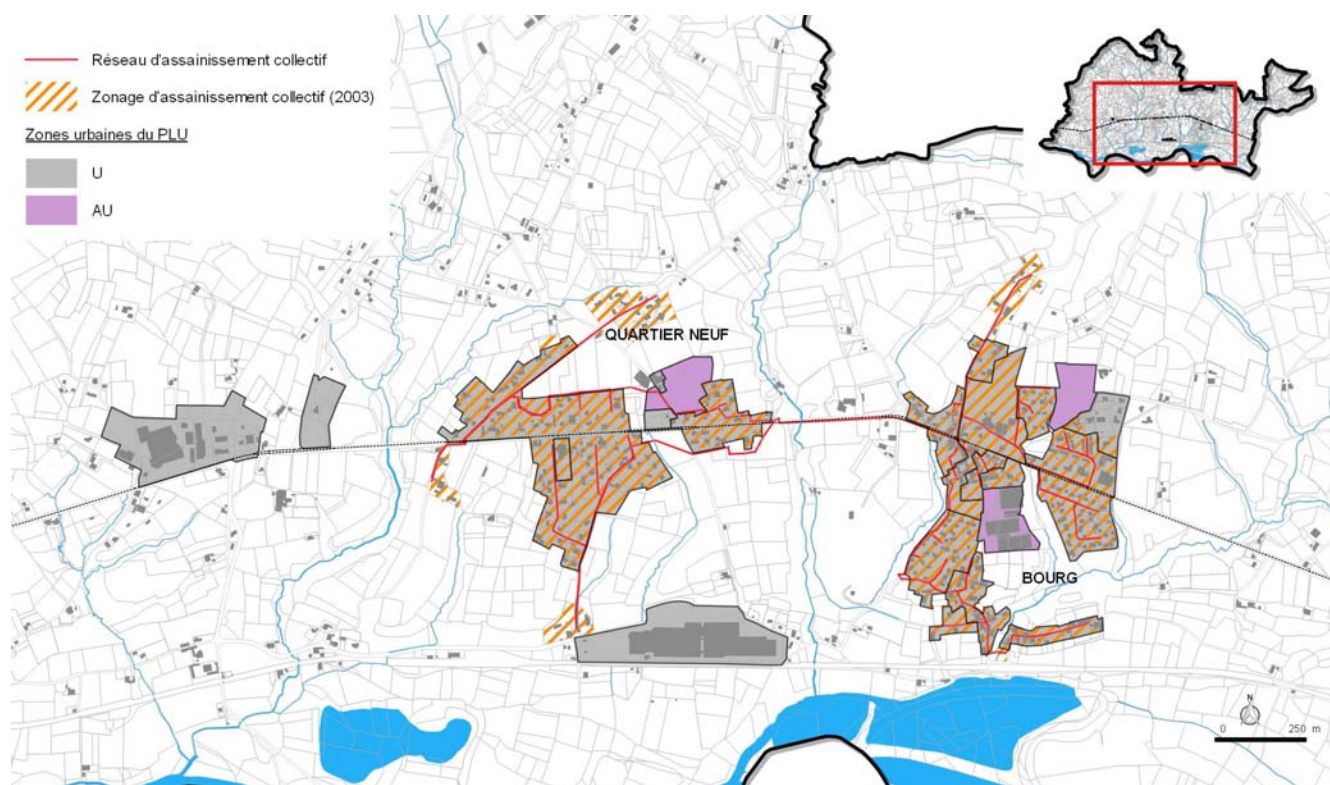 Réseau d'assainissement collectif
Zonage d'assainissement collectif (2003)
Zones urbaines du PLU
U
AU
QUARTIER NEUF
BOURG
N
0 250 m